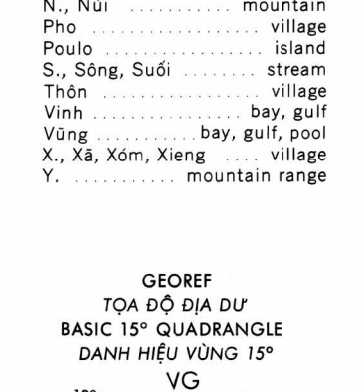 N., Núi ........... mountain
Pho .................. village
Poulo ................ island
S., Sông, Suối ........ stream
Thôn ................ village
Vinh .............. bay, gulf
Vũng .......... bay, gulf, pool
X., Xã, Xóm, Xieng .... village
Y. ........... mountain range
GEOREF
TỌA ĐỘ ĐỊA DƯ
BASIC 15° QUADRANGLE
DANH HIỆU VÙNG 15°
VG